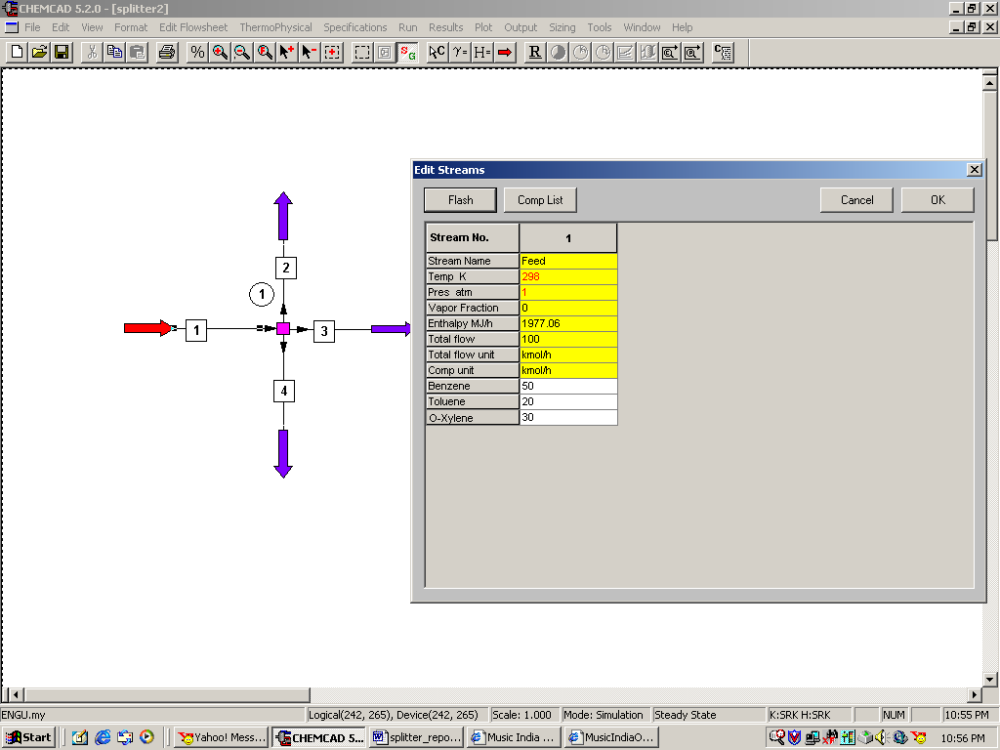 CHEMCAD 5.2.0 - [splitter2]
File Edit View Format Edit Flowsheet ThermoPhysical Specifications Run Results Plot Output Sizing Tools Window Help
% S G C γ= H= R C
Edit Streams
Flash Comp List Cancel OK
Stream No. 1
Stream Name Feed
Temp K 298
Pres atm 1
Vapor Fraction 0
Enthalpy MJ/h 1977.06
Total flow 100
Total flow unit kmol/h
Comp unit kmol/h
Benzene 50
Toluene 20
O-Xylene 30
2
1
1
3
4
ENGU.my Logical(242, 265), Device(242, 265) Scale: 1.000 Mode: Simulation Steady State K:SRK H:SRK NUM 10:55 PM
Start Yahoo! Mess... CHEMCAD 5.... splitter_repo... Music India ... MusicIndiaO... 10:56 PM